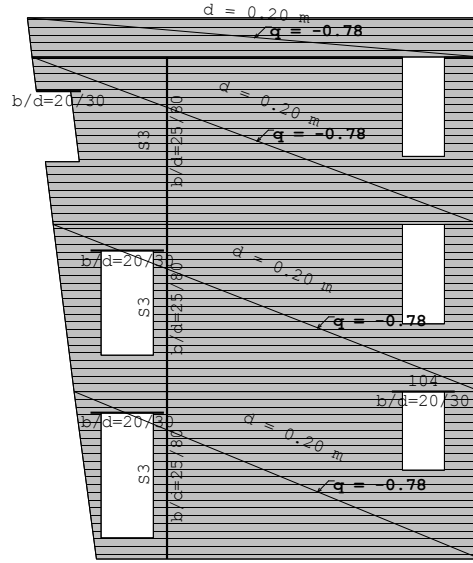 d = 0.20 m
q = -0.78
b/d=20/30
d = 0.20 m
S3
b/d=25/80
q = -0.78
d = 0.20 m
b/d=20/30
S3
b/d=25/80
q = -0.78
104
b/d=20/30
b/d=20/30
d = 0.20 m
S3
b/d=25/80
q = -0.78